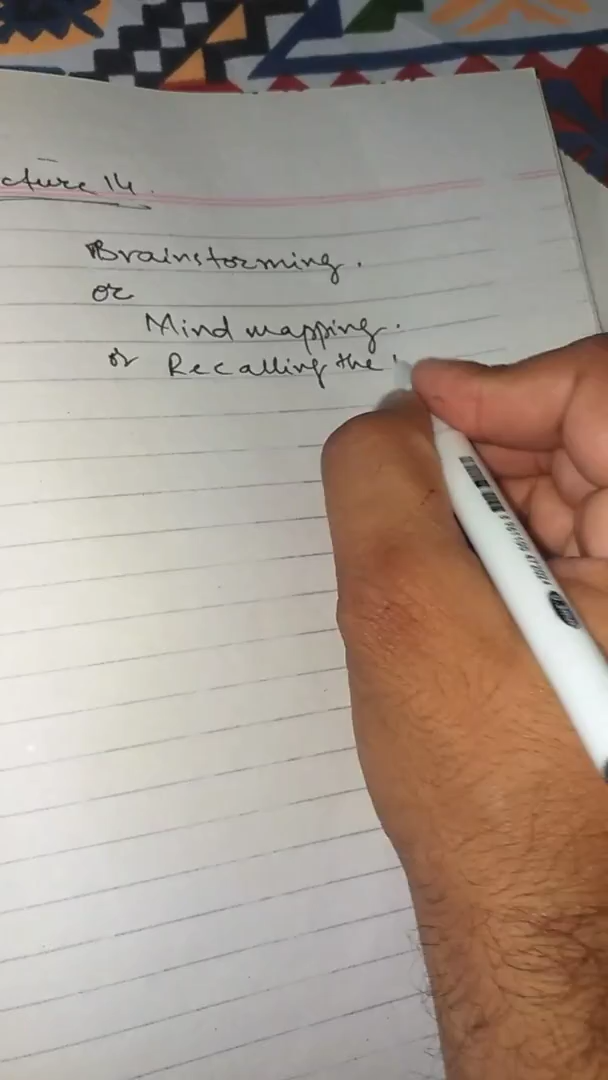 cture 14.
Brainstorming.
or
Mind mapping.
or Recalling the